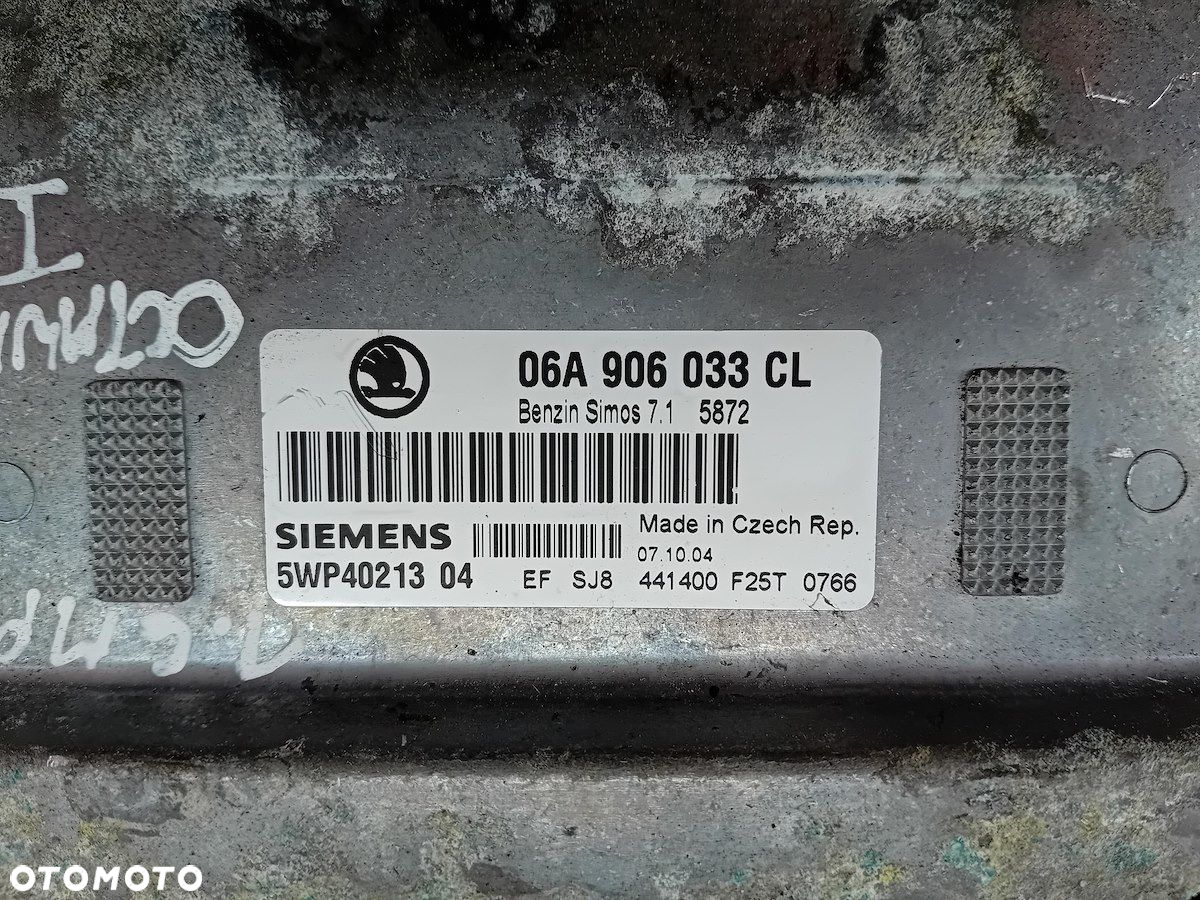 I
06A 906 033 CL
Benzin Simos 7.1 5872
SIEMENS
Made in Czech Rep.
07.10.04
5WP40213 04
EF SJ8 441400 F25T 0766
OTOMOTO